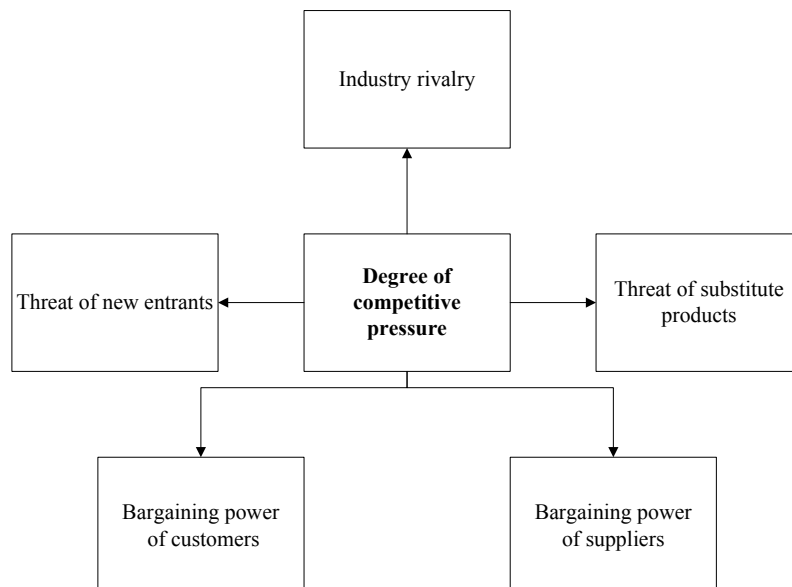 Industry rivalry
Threat of new entrants
Degree of
competitive
pressure
Threat of substitute
products
Bargaining power
of customers
Bargaining power
of suppliers